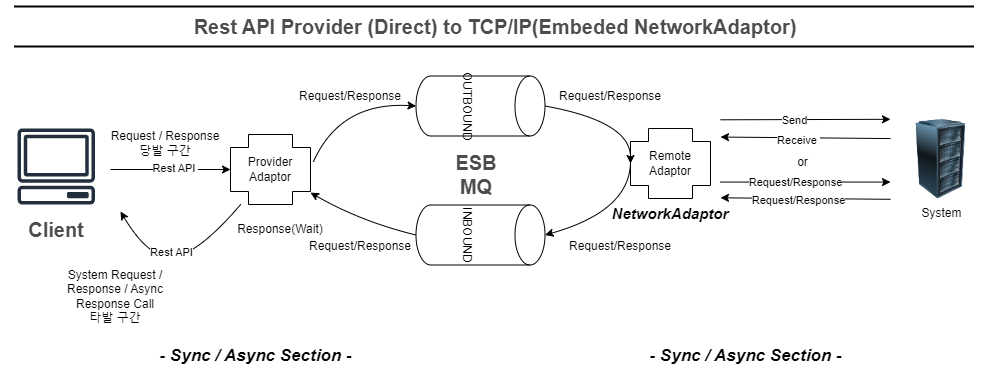 Rest API Provider (Direct) to TCP/IP(Embeded NetworkAdaptor)
OUTBOUND
Request/Response
Request/Response
Request / Response
당발 구간
Rest API
Provider
Adaptor
ESB
MQ
Remote
Adaptor
NetworkAdaptor
Send
Receive
or
Request/Response
Request/Response
System
Client
Response(Wait)
Request/Response
INBOUND
Request/Response
Rest API
System Request /
Response / Async
Response Call
타발 구간
- Sync / Async Section -
- Sync / Async Section -